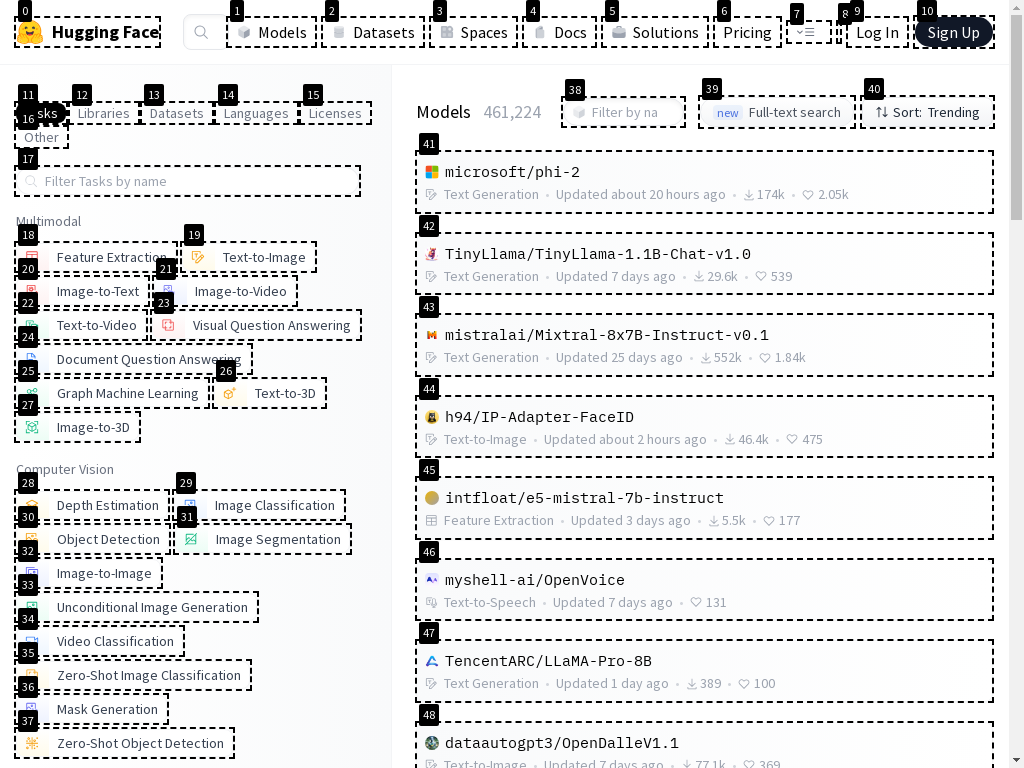 0 1 2 3 4 5 6 7 8 9 10
Hugging Face Models Datasets Spaces Docs Solutions Pricing Log In Sign Up
11 12 13 14 15
sks Libraries Datasets Languages Licenses
16
Other
17
Filter Tasks by name
Multimodal
18 19
Feature Extraction Text-to-Image
20 21
Image-to-Text Image-to-Video
22 23
Text-to-Video Visual Question Answering
24
Document Question Answering
25 26
Graph Machine Learning Text-to-3D
27
Image-to-3D
Computer Vision
28 29
Depth Estimation Image Classification
30 31
Object Detection Image Segmentation
32
Image-to-Image
33
Unconditional Image Generation
34
Video Classification
35
Zero-Shot Image Classification
36
Mask Generation
37
Zero-Shot Object Detection
38 39 40
Models 461,224 Filter by na new Full-text search Sort: Trending
41
microsoft/phi-2
Text Generation • Updated about 20 hours ago • 174k • 2.05k
42
TinyLlama/TinyLlama-1.1B-Chat-v1.0
Text Generation • Updated 7 days ago • 29.6k • 539
43
mistralai/Mixtral-8x7B-Instruct-v0.1
Text Generation • Updated 25 days ago • 552k • 1.84k
44
h94/IP-Adapter-FaceID
Text-to-Image • Updated about 2 hours ago • 46.4k • 475
45
intfloat/e5-mistral-7b-instruct
Feature Extraction • Updated 3 days ago • 5.5k • 177
46
myshell-ai/OpenVoice
Text-to-Speech • Updated 7 days ago • 131
47
TencentARC/LLaMA-Pro-8B
Text Generation • Updated 1 day ago • 389 • 100
48
dataautogpt3/OpenDalleV1.1
Text-to-Image • Updated 7 days ago • 77.1k • 369